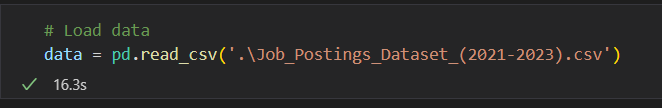 # Load data
data = pd.read_csv('.\Job_Postings_Dataset_(2021-2023).csv')
16.3s